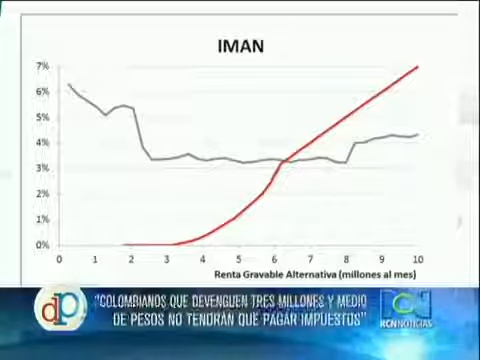 IMAN
7%
6%
5%
4%
3%
2%
1%
0%
0 1 2 3 4 5 6 7 8 9 10
Renta Gravable Alternativa (millones al mes)
dp
"COLOMBIANOS QUE DEVENGUEN TRES MILLONES Y MEDIO
DE PESOS NO TENDRÁN QUE PAGAR IMPUESTOS"
RCN
RCN NOTICIAS